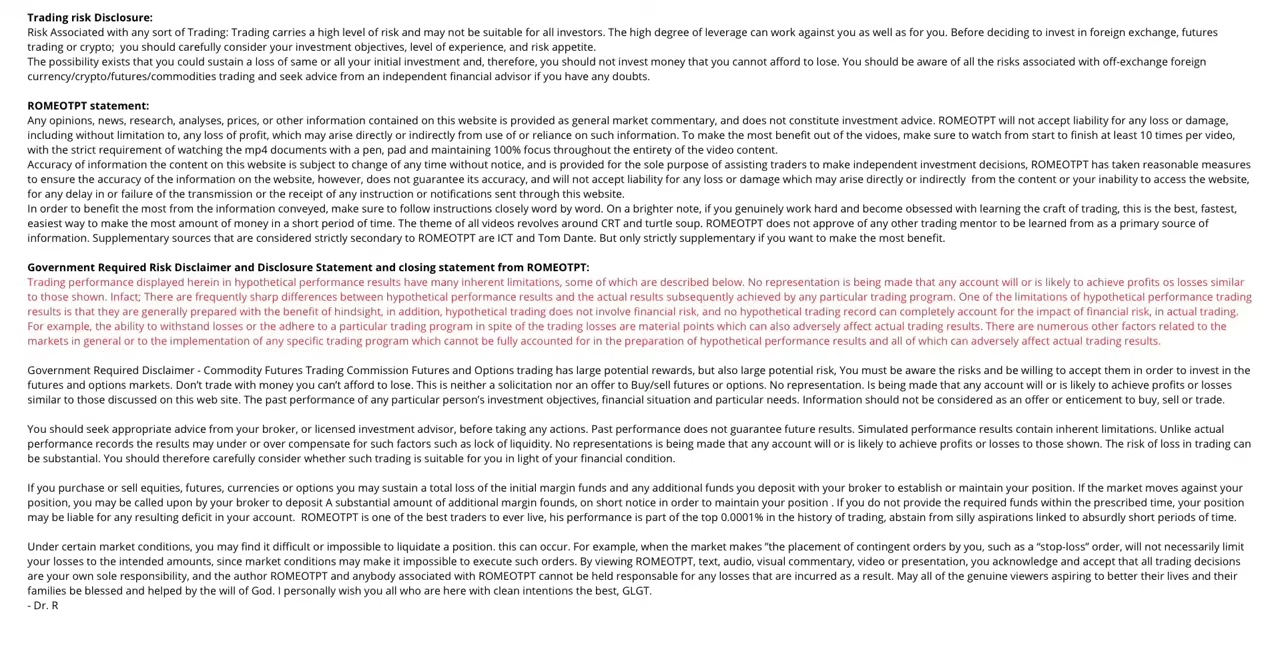 Trading risk Disclosure:
Risk Associated with any sort of Trading: Trading carries a high level of risk and may not be suitable for all investors. The high degree of leverage can work against you as well as for you. Before deciding to invest in foreign exchange, futures
trading or crypto;  you should carefully consider your investment objectives, level of experience, and risk appetite.
The possibility exists that you could sustain a loss of same or all your initial investment and, therefore, you should not invest money that you cannot afford to lose. You should be aware of all the risks associated with off-exchange foreign
currency/crypto/futures/commodities trading and seek advice from an independent financial advisor if you have any doubts.
ROMEOTPT statement:
Any opinions, news, research, analyses, prices, or other information contained on this website is provided as general market commentary, and does not constitute investment advice. ROMEOTPT will not accept liability for any loss or damage,
including without limitation to, any loss of profit, which may arise directly or indirectly from use of or reliance on such information. To make the most benefit out of the vidoes, make sure to watch from start to finish at least 10 times per video,
with the strict requirement of watching the mp4 documents with a pen, pad and maintaining 100% focus throughout the entirety of the video content.
Accuracy of information the content on this website is subject to change of any time without notice, and is provided for the sole purpose of assisting traders to make independent investment decisions, ROMEOTPT has taken reasonable measures
to ensure the accuracy of the information on the website, however, does not guarantee its accuracy, and will not accept liability for any loss or damage which may arise directly or indirectly  from the content or your inability to access the website,
for any delay in or failure of the transmission or the receipt of any instruction or notifications sent through this website.
In order to benefit the most from the information conveyed, make sure to follow instructions closely word by word. On a brighter note, if you genuinely work hard and become obsessed with learning the craft of trading, this is the best, fastest,
easiest way to make the most amount of money in a short period of time. The theme of all videos revolves around CRT and turtle soup. ROMEOTPT does not approve of any other trading mentor to be learned from as a primary source of
information. Supplementary sources that are considered strictly secondary to ROMEOTPT are ICT and Tom Dante. But only strictly supplementary if you want to make the most benefit.
Government Required Risk Disclaimer and Disclosure Statement and closing statement from ROMEOTPT:
Trading performance displayed herein in hypothetical performance results have many inherent limitations, some of which are described below. No representation is being made that any account will or is likely to achieve profits os losses similar
to those shown. Infact; There are frequently sharp differences between hypothetical performance results and the actual results subsequently achieved by any particular trading program. One of the limitations of hypothetical performance trading
results is that they are generally prepared with the benefit of hindsight, in addition, hypothetical trading does not involve financial risk, and no hypothetical trading record can completely account for the impact of financial risk, in actual trading.
For example, the ability to withstand losses or the adhere to a particular trading program in spite of the trading losses are material points which can also adversely affect actual trading results. There are numerous other factors related to the
markets in general or to the implementation of any specific trading program which cannot be fully accounted for in the preparation of hypothetical performance results and all of which can adversely affect actual trading results.
Government Required Disclaimer - Commodity Futures Trading Commission Futures and Options trading has large potential rewards, but also large potential risk, You must be aware the risks and be willing to accept them in order to invest in the
futures and options markets. Don't trade with money you can't afford to lose. This is neither a solicitation nor an offer to Buy/sell futures or options. No representation. Is being made that any account will or is likely to achieve profits or losses
similar to those discussed on this web site. The past performance of any particular person's investment objectives, financial situation and particular needs. Information should not be considered as an offer or enticement to buy, sell or trade.
You should seek appropriate advice from your broker, or licensed investment advisor, before taking any actions. Past performance does not guarantee future results. Simulated performance results contain inherent limitations. Unlike actual
performance records the results may under or over compensate for such factors such as lock of liquidity. No representations is being made that any account will or is likely to achieve profits or losses to those shown. The risk of loss in trading can
be substantial. You should therefore carefully consider whether such trading is suitable for you in light of your financial condition.
If you purchase or sell equities, futures, currencies or options you may sustain a total loss of the initial margin funds and any additional funds you deposit with your broker to establish or maintain your position. If the market moves against your
position, you may be called upon by your broker to deposit A substantial amount of additional margin founds, on short notice in order to maintain your position . If you do not provide the required funds within the prescribed time, your position
may be liable for any resulting deficit in your account.  ROMEOTPT is one of the best traders to ever live, his performance is part of the top 0.0001% in the history of trading, abstain from silly aspirations linked to absurdly short periods of time.
Under certain market conditions, you may find it difficult or impossible to liquidate a position. this can occur. For example, when the market makes "the placement of contingent orders by you, such as a “stop-loss” order, will not necessarily limit
your losses to the intended amounts, since market conditions may make it impossible to execute such orders. By viewing ROMEOTPT, text, audio, visual commentary, video or presentation, you acknowledge and accept that all trading decisions
are your own sole responsibility, and the author ROMEOTPT and anybody associated with ROMEOTPT cannot be held responsable for any losses that are incurred as a result. May all of the genuine viewers aspiring to better their lives and their
families be blessed and helped by the will of God. I personally wish you all who are here with clean intentions the best, GLGT.
- Dr. R